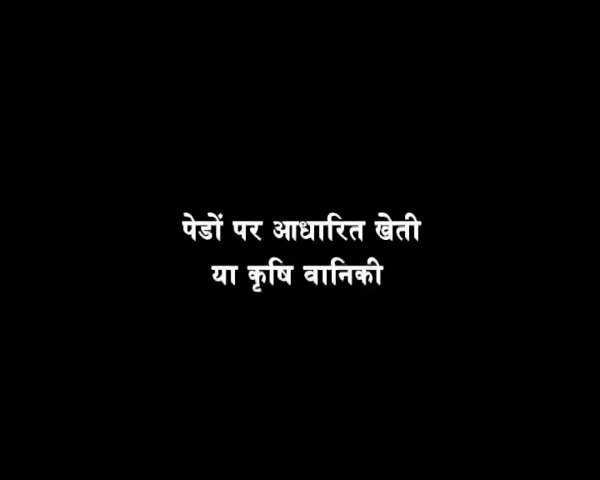 पेडों पर आधारित खेती
या कृषि वानिकी